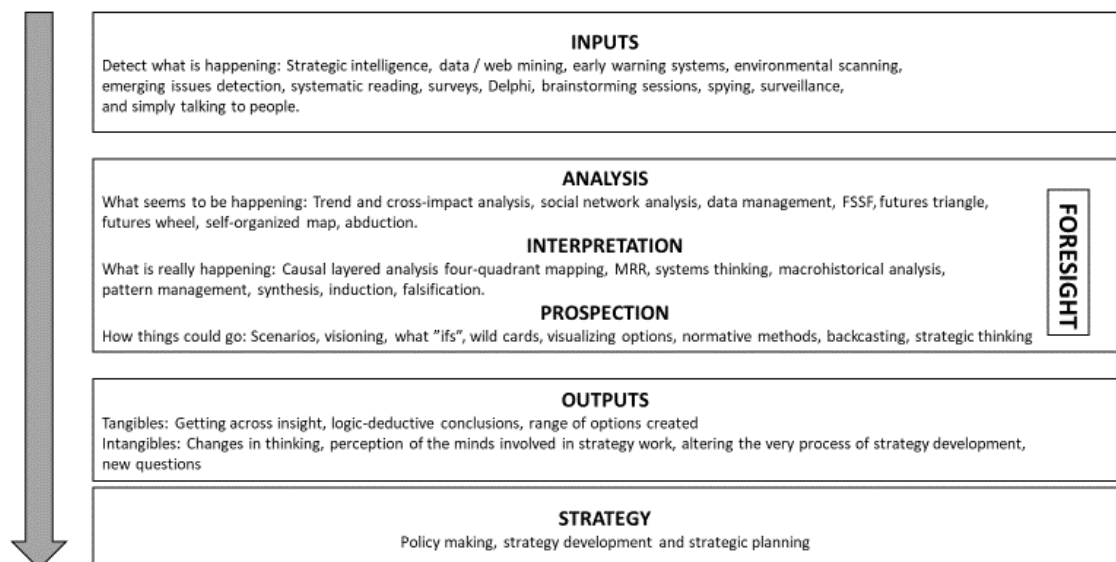 INPUTS
Detect what is happening: Strategic intelligence, data / web mining, early warning systems, environmental scanning,
emerging issues detection, systematic reading, surveys, Delphi, brainstorming sessions, spying, surveillance,
and simply talking to people.
ANALYSIS
What seems to be happening: Trend and cross-impact analysis, social network analysis, data management, FSSF, futures triangle,
futures wheel, self-organized map, abduction.
INTERPRETATION
What is really happening: Causal layered analysis four-quadrant mapping, MRR, systems thinking, macrohistorical analysis,
pattern management, synthesis, induction, falsification.
PROSPECTION
How things could go: Scenarios, visioning, what ”ifs”, wild cards, visualizing options, normative methods, backcasting, strategic thinking
FORESIGHT
OUTPUTS
Tangibles: Getting across insight, logic-deductive conclusions, range of options created
Intangibles: Changes in thinking, perception of the minds involved in strategy work, altering the very process of strategy development,
new questions
STRATEGY
Policy making, strategy development and strategic planning